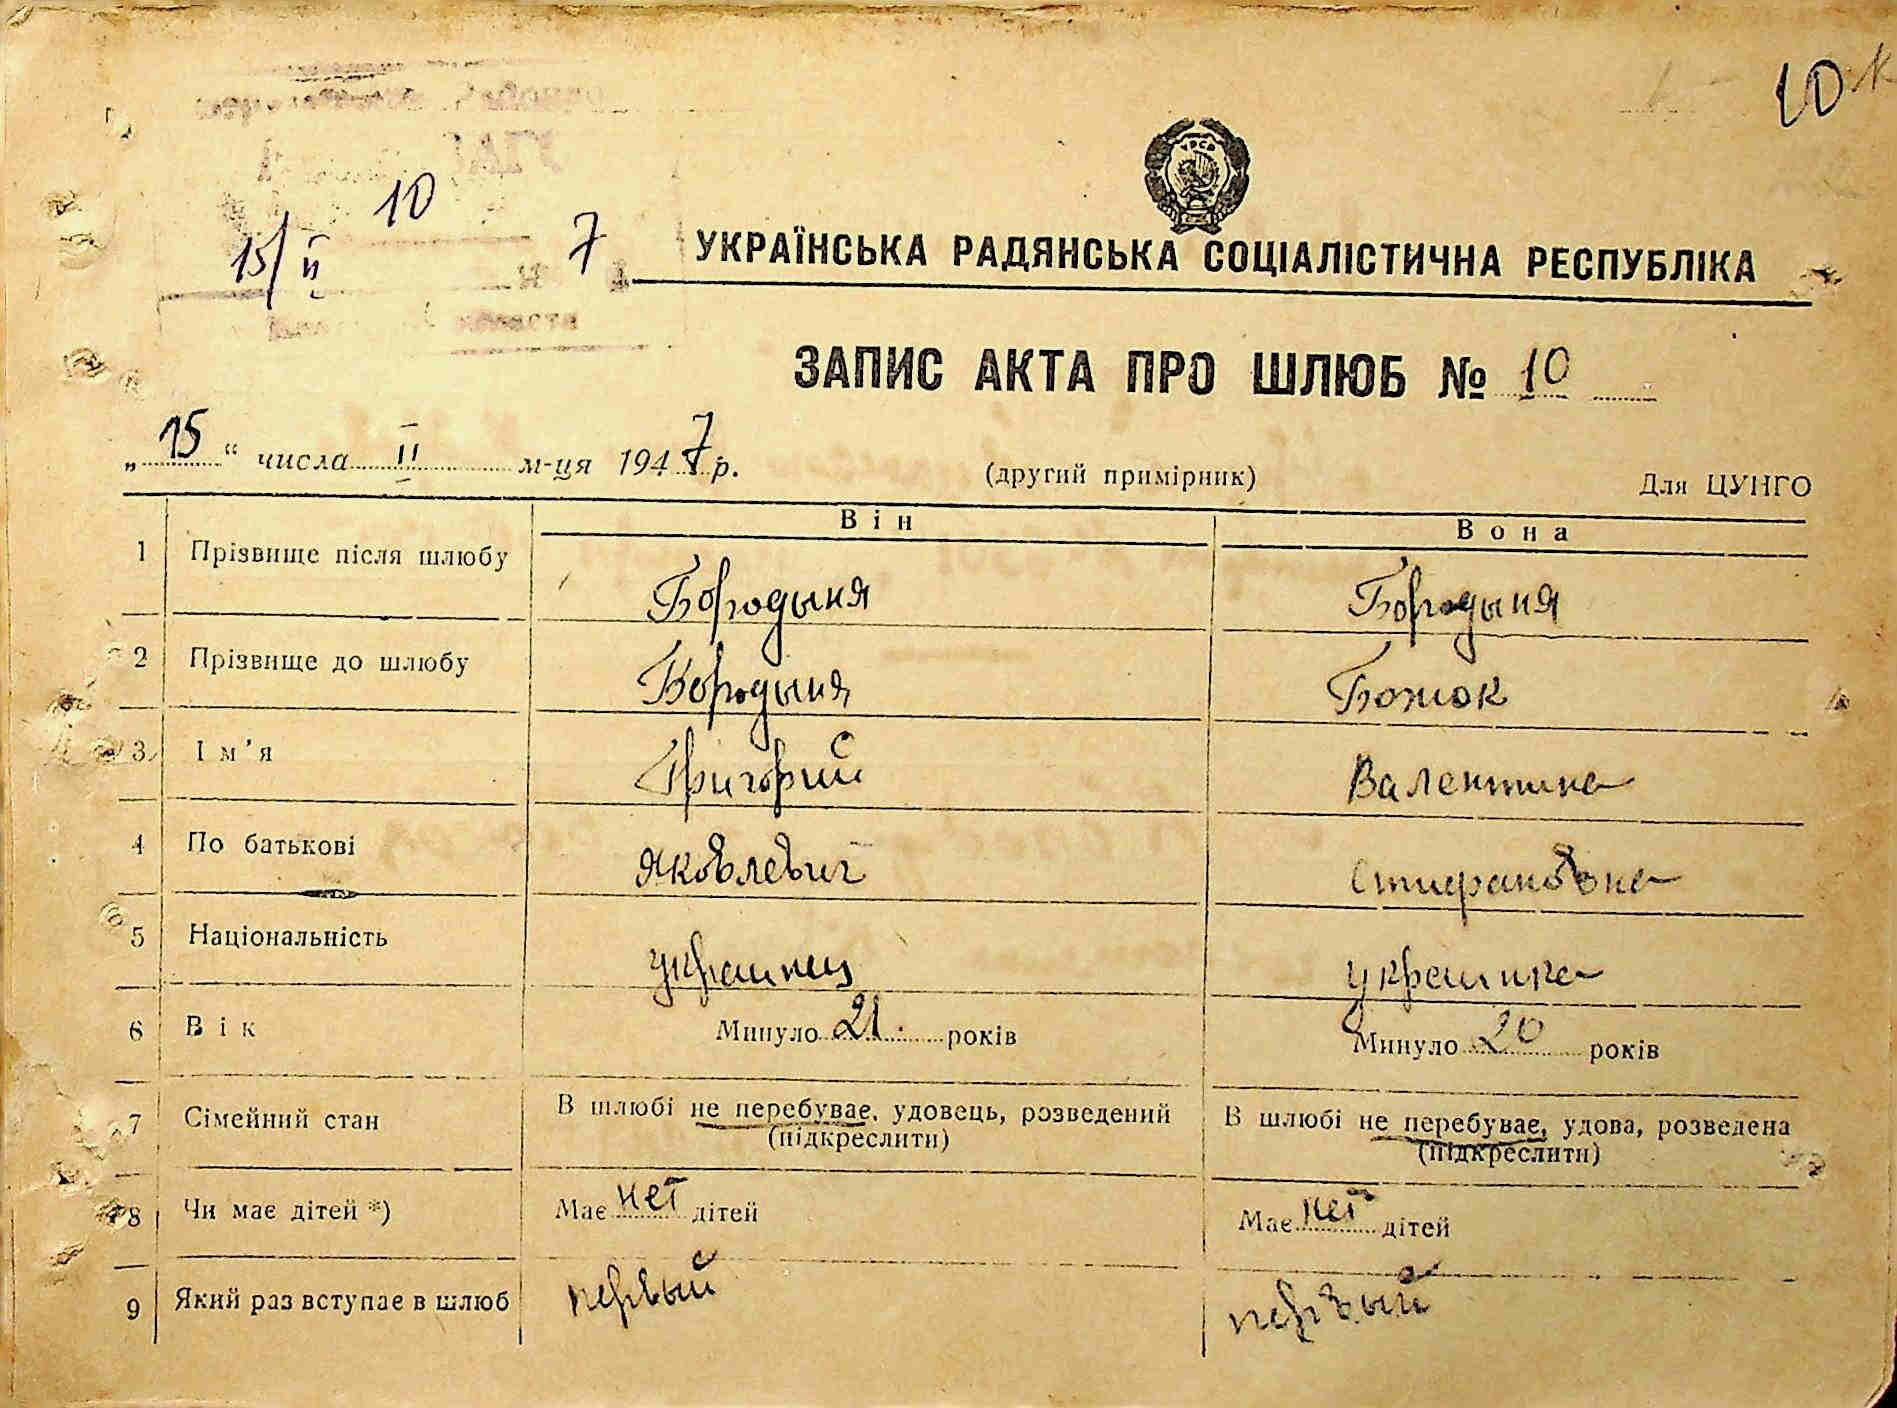 10
10
15/II 7
УРСР
УКРАЇНСЬКА РАДЯНСЬКА СОЦІАЛІСТИЧНА РЕСПУБЛІКА
ЗАПИС АКТА ПРО ШЛЮБ № 10
„15“ числа II м-ця 1947 р.
(другий примірник)
Для ЦУНГО
Він Вона
1 Прізвище після шлюбу Бородыня Бородыня
2 Прізвище до шлюбу Бородыня Божок
3 Ім'я Григорий Валентина
4 По батькові Яковлевич Стифановна
5 Національність украинец украинка
6 Вік Минуло 21 років Минуло 20 років
7 Сімейний стан В шлюбі не перебуває, удовець, розведений (підкреслити) В шлюбі не перебуває, удова, розведена (підкреслити)
8 Чи має дітей *) Має нет дітей Має нет дітей
9 Який раз вступає в шлюб первый первый